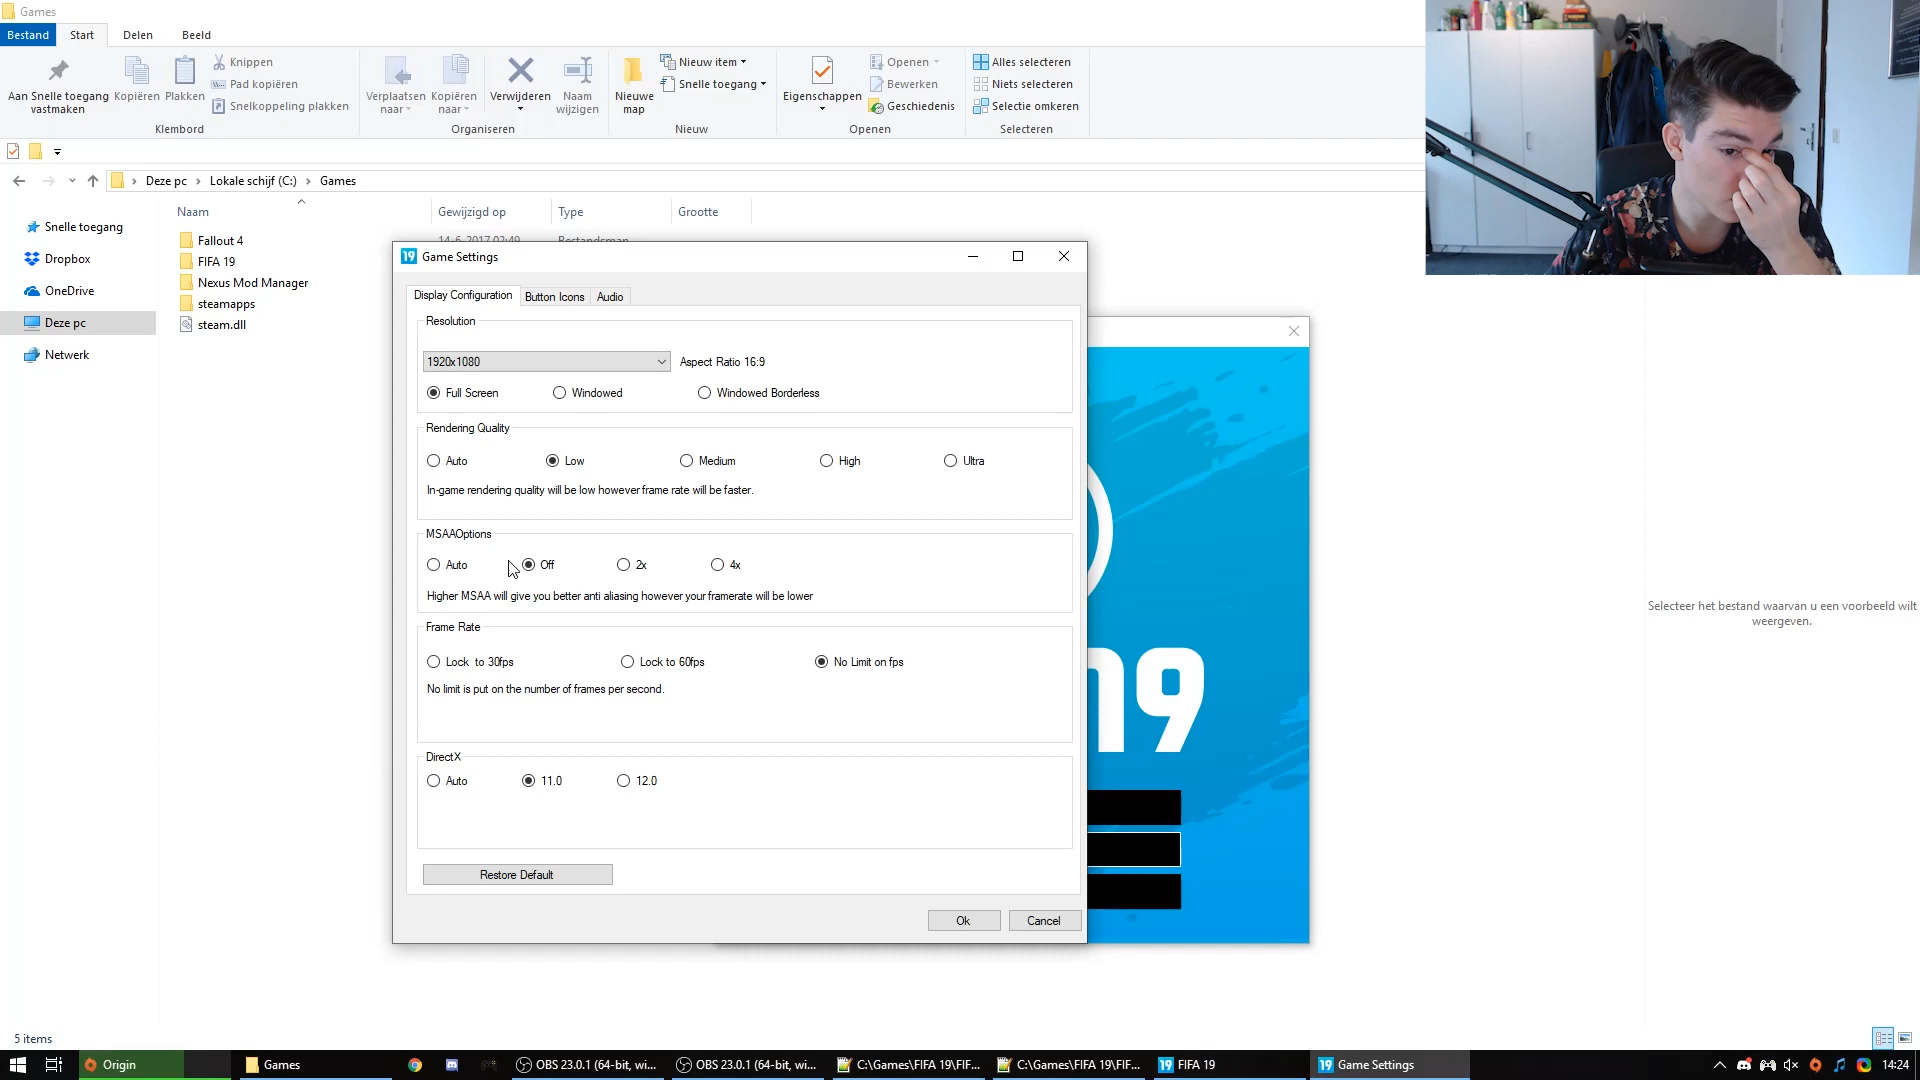 Games
Bestand Start Delen Beeld
Aan Snelle toegang vastmaken
Kopiëren
Plakken
Knippen
Pad kopiëren
Snelkoppeling plakken
Klembord
Verplaatsen naar
Kopiëren naar
Verwijderen
Naam wijzigen
Organiseren
Nieuwe map
Nieuw item
Snelle toegang
Nieuw
Eigenschappen
Openen
Bewerken
Geschiedenis
Openen
Alles selecteren
Niets selecteren
Selectie omkeren
Selecteren
Deze pc > Lokale schijf (C:) > Games
Naam Gewijzigd op Type Grootte
Snelle toegang
Dropbox
OneDrive
Deze pc
Netwerk
Fallout 4
14-6-2017 02:49 Bestandsman
FIFA 19
Nexus Mod Manager
steamapps
steam.dll
19 Game Settings
Display Configuration Button Icons Audio
Resolution
1920x1080 Aspect Ratio 16:9
Full Screen Windowed Windowed Borderless
Rendering Quality
Auto Low Medium High Ultra
In-game rendering quality will be low however frame rate will be faster.
MSAAOptions
Auto Off 2x 4x
Higher MSAA will give you better anti aliasing however your framerate will be lower
Frame Rate
Lock to 30fps Lock to 60fps No Limit on fps
No limit is put on the number of frames per second.
DirectX
Auto 11.0 12.0
Restore Default
Ok Cancel
Selecteer het bestand waarvan u een voorbeeld wilt
weergeven.
5 items
Origin Games OBS 23.0.1 (64-bit, wi... OBS 23.0.1 (64-bit, wi... C:\Games\FIFA 19\FIF... C:\Games\FIFA 19\FIF... 19 FIFA 19 19 Game Settings 14:24